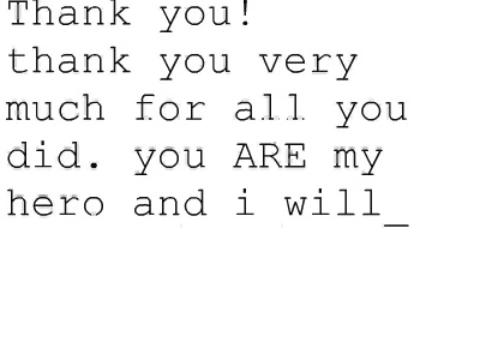 Thank you!
thank you very
much for all you
did. you ARE my
hero and i will_